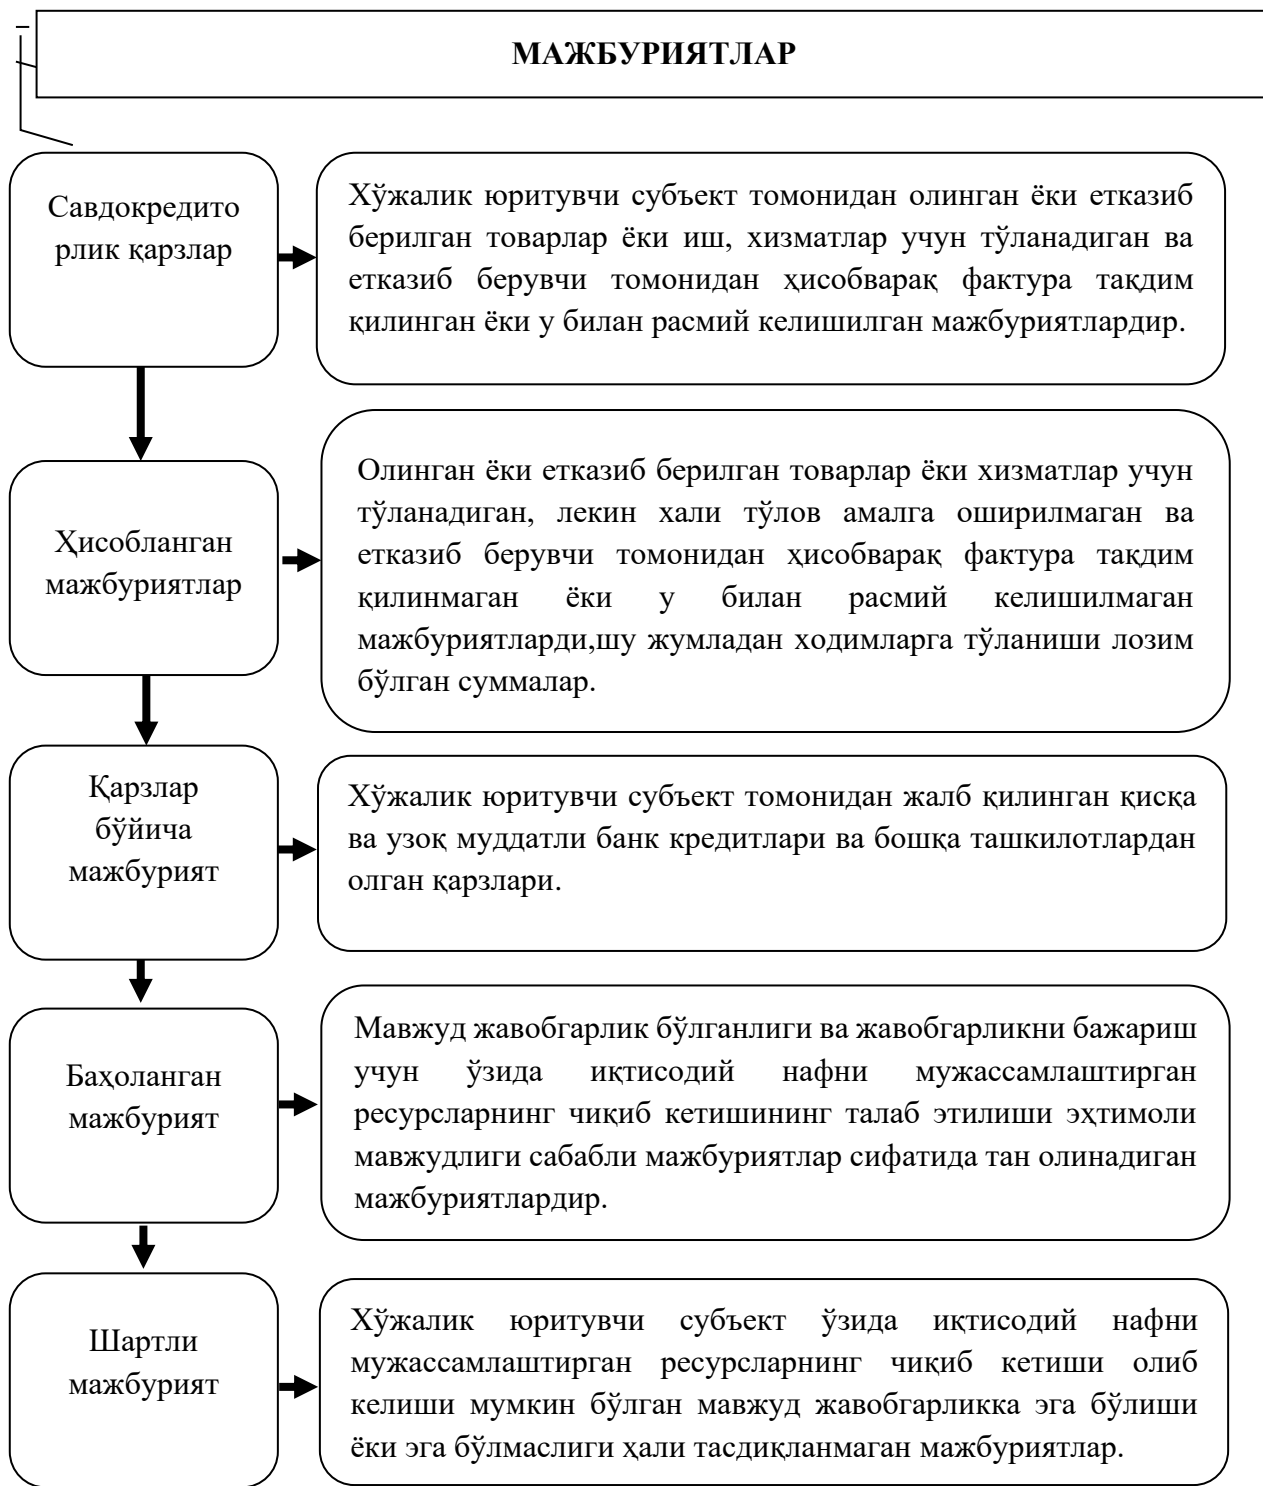 МАЖБУРИЯТЛАР
Савдокредито
рлик қарзлар
Хўжалик юритувчи субъект томонидан олинган ёки етказиб
берилган товарлар ёки иш, хизматлар учун тўланадиган ва
етказиб берувчи томонидан ҳисобварақ фактура тақдим
қилинган ёки у билан расмий келишилган мажбуриятлардир.
Ҳисобланган
мажбуриятлар
Олинган ёки етказиб берилган товарлар ёки хизматлар учун
тўланадиган, лекин хали тўлов амалга оширилмаган ва
етказиб берувчи томонидан ҳисобварақ фактура тақдим
қилинмаган ёки у билан расмий келишилмаган
мажбуриятларди,шу жумладан ходимларга тўланиши лозим
бўлган суммалар.
Қарзлар
бўйича
мажбурият
Хўжалик юритувчи субъект томонидан жалб қилинган қисқа
ва узоқ муддатли банк кредитлари ва бошқа ташкилотлардан
олган қарзлари.
Баҳоланган
мажбурият
Мавжуд жавобгарлик бўлганлиги ва жавобгарликни бажариш
учун ўзида иқтисодий нафни мужассамлаштирган
ресурсларнинг чиқиб кетишининг талаб этилиши эҳтимоли
мавжудлиги сабабли мажбуриятлар сифатида тан олинадиган
мажбуриятлардир.
Шартли
мажбурият
Хўжалик юритувчи субъект ўзида иқтисодий нафни
мужассамлаштирган ресурсларнинг чиқиб кетиши олиб
келиши мумкин бўлган мавжуд жавобгарликка эга бўлиши
ёки эга бўлмаслиги ҳали тасдиқланмаган мажбуриятлар.